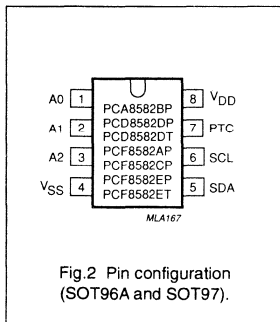 A0 1 PCA8582BP 8 VDD
A1 2 PCD8582DP 7 PTC
PCD8582DT
A2 3 PCF8582AP 6 SCL
PCF8582CP
VSS 4 PCF8582EP 5 SDA
PCF8582ET
MLA167
Fig.2 Pin configuration
(SOT96A and SOT97).